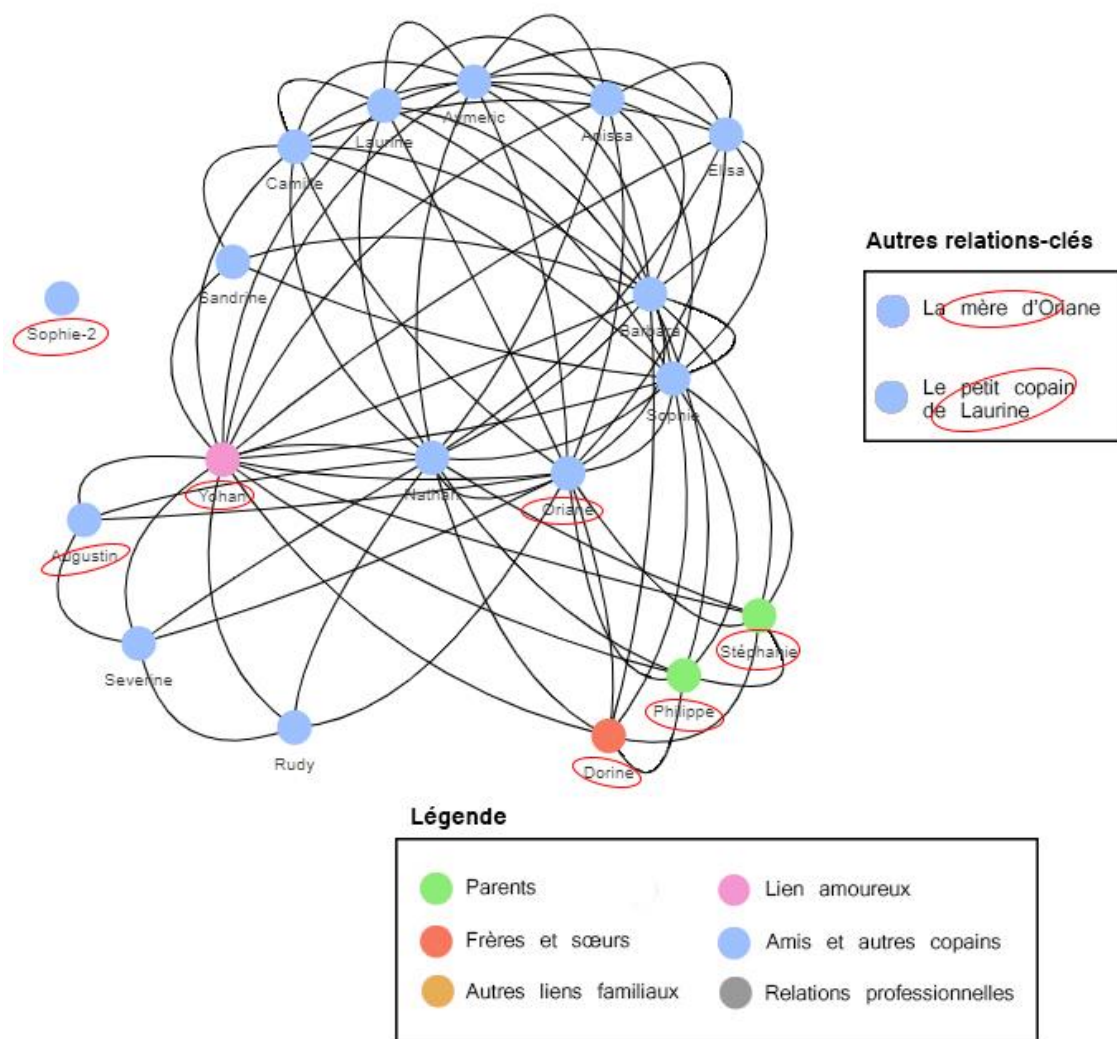 Laurine
Aymeric
Anissa
Elisa
Camille
Sandrine
Sophie-2
Barbara
Sophie
Yohan
Nathan
Oriane
Augustin
Severine
Rudy
Stéphanie
Philippe
Dorine
Autres relations-clés
La mère d'Oriane
Le petit copain
de Laurine
Légende
Parents
Lien amoureux
Frères et sœurs
Amis et autres copains
Autres liens familiaux
Relations professionnelles